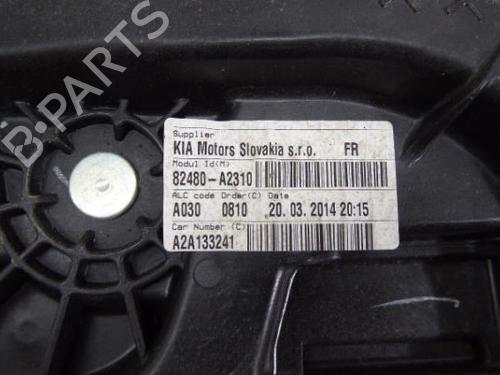 Supplier
KIA Motors Slovakia s.r.o. FR
Modul Id(M)
82480-A2310
ALC code Order(C) Date
A030 0810 20. 03. 2014 20:15
Car Number (C)
A2A133241
B-PARTS